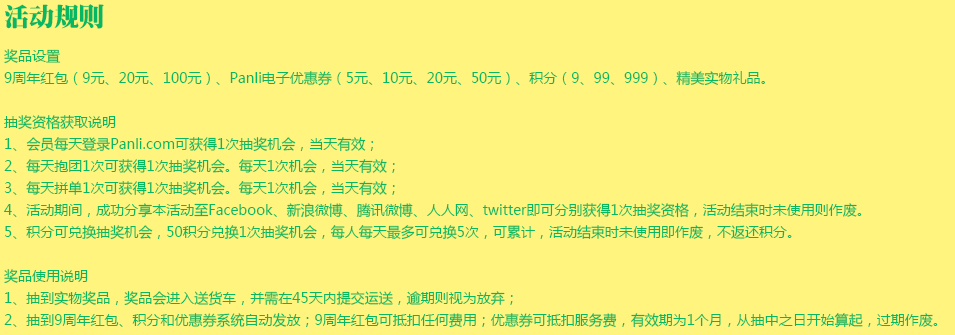 活动规则
奖品设置
9周年红包（9元、20元、100元）、Panli电子优惠券（5元、10元、20元、50元）、积分（9、99、999）、精美实物礼品。
抽奖资格获取说明
1、会员每天登录Panli.com可获得1次抽奖机会，当天有效；
2、每天抱团1次可获得1次抽奖机会。每天1次机会，当天有效；
3、每天拼单1次可获得1次抽奖机会。每天1次机会，当天有效；
4、活动期间，成功分享本活动至Facebook、新浪微博、腾讯微博、人人网、twitter即可分别获得1次抽奖资格，活动结束时未使用则作废。
5、积分可兑换抽奖机会，50积分兑换1次抽奖机会，每人每天最多可兑换5次，可累计，活动结束时未使用即作废，不返还积分。
奖品使用说明
1、抽到实物奖品，奖品会进入送货车，并需在45天内提交运送，逾期则视为放弃；
2、抽到9周年红包、积分和优惠券系统自动发放；9周年红包可抵扣任何费用；优惠券可抵扣服务费，有效期为1个月，从抽中之日开始算起，过期作废。